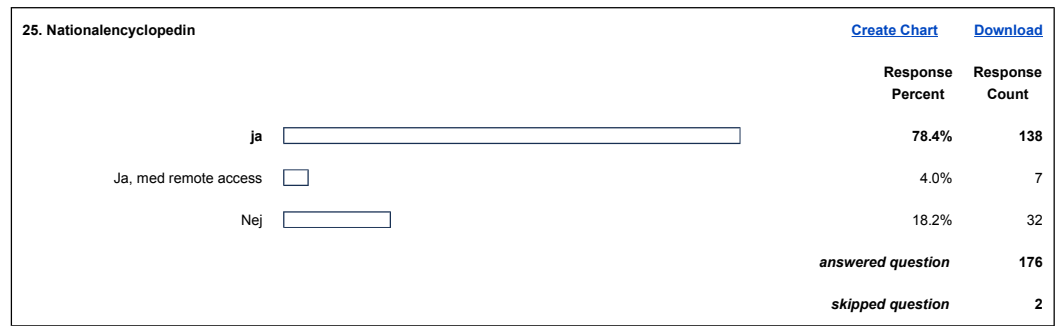 25. Nationalencyclopedin Create Chart Download
Response Percent Response Count
ja 78.4% 138
Ja, med remote access 4.0% 7
Nej 18.2% 32
answered question 176
skipped question 2